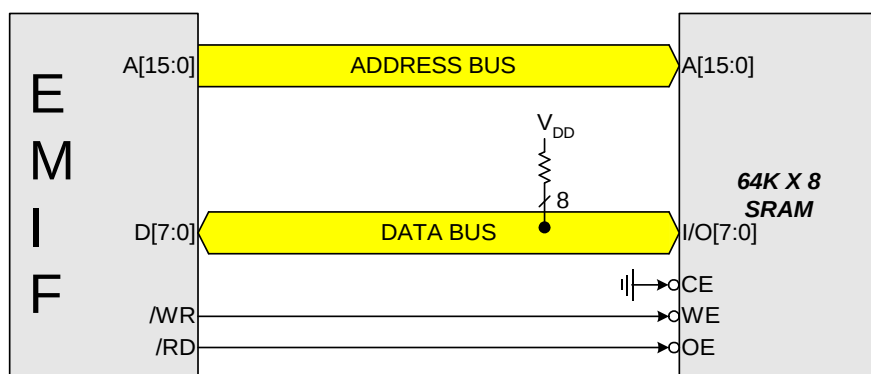 E
M
I
F
A[15:0]
ADDRESS BUS
A[15:0]
VDD
8
64K X 8
SRAM
D[7:0]
DATA BUS
I/O[7:0]
CE
/WR
WE
/RD
OE